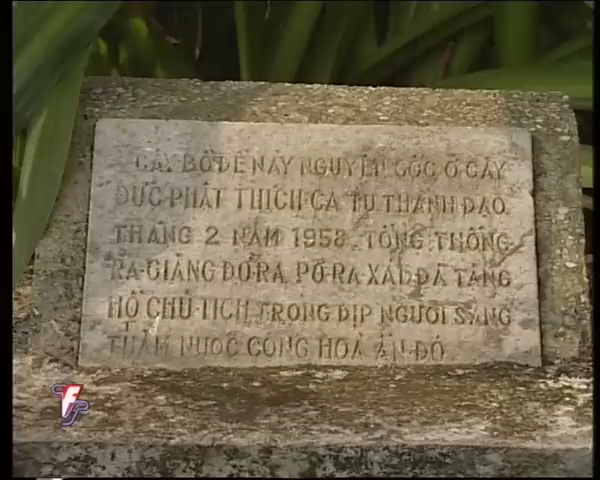 CÂY BỒ ĐỀ NÀY NGUYÊN GỐC Ở CÂY
ĐỨC PHẬT THÍCH CA TU THÀNH ĐẠO.
THÁNG 2 NĂM 1958. TỔNG THỐNG
RA-GIĂNG ĐỜ RA, PỜ RA XÁT ĐÃ TẶNG
HỒ CHỦ TỊCH TRONG DỊP NGƯỜI SANG
THĂM NƯỚC CỘNG HOÀ ẤN-ĐỘ